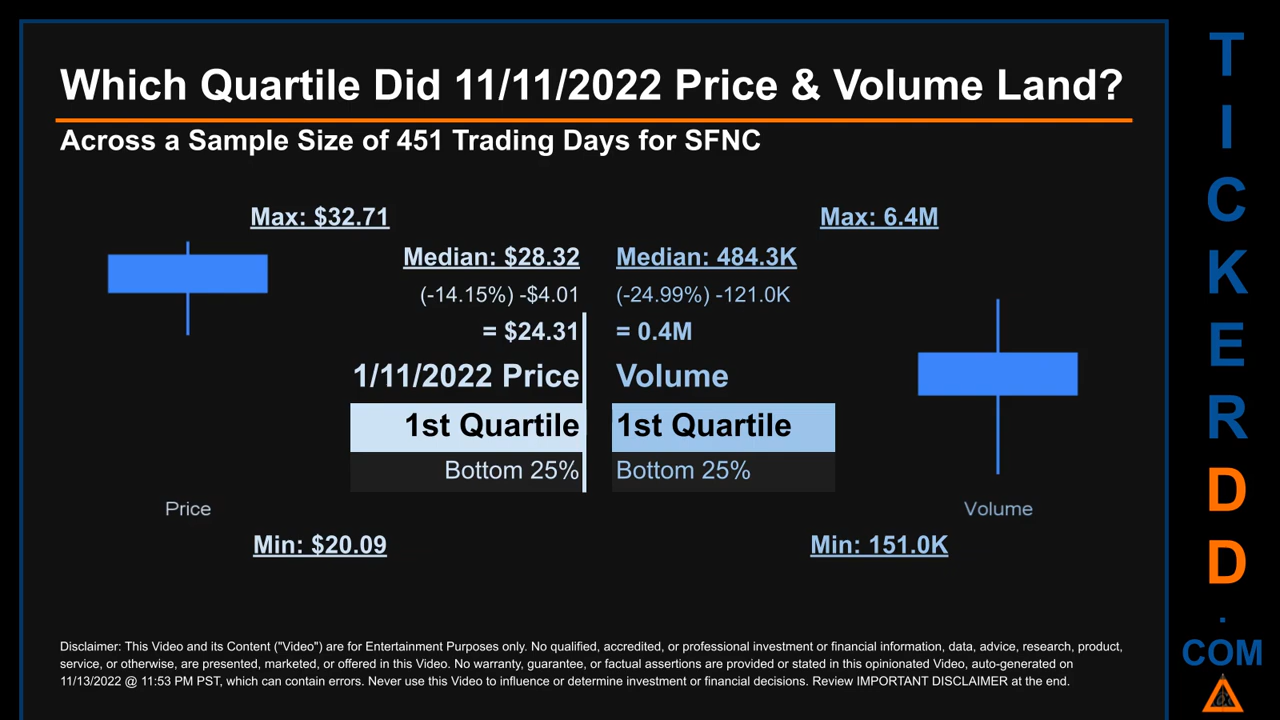 Which Quartile Did 11/11/2022 Price & Volume Land?
Across a Sample Size of 451 Trading Days for SFNC
Max: $32.71
Max: 6.4M
Median: $28.32
Median: 484.3K
(-14.15%) -$4.01
(-24.99%) -121.0K
= $24.31
= 0.4M
1/11/2022 Price
Volume
1st Quartile
1st Quartile
Bottom 25%
Bottom 25%
Price
Volume
Min: $20.09
Min: 151.0K
Disclaimer: This Video and its Content ("Video") are for Entertainment Purposes only. No qualified, accredited, or professional investment or financial information, data, advice, research, product,
service, or otherwise, are presented, marketed, or offered in this Video. No warranty, guarantee, or factual assertions are provided or stated in this opinionated Video, auto-generated on
11/13/2022 @ 11:53 PM PST, which can contain errors. Never use this Video to influence or determine investment or financial decisions. Review IMPORTANT DISCLAIMER at the end.
T
I
C
K
E
R
D
D
.
COM